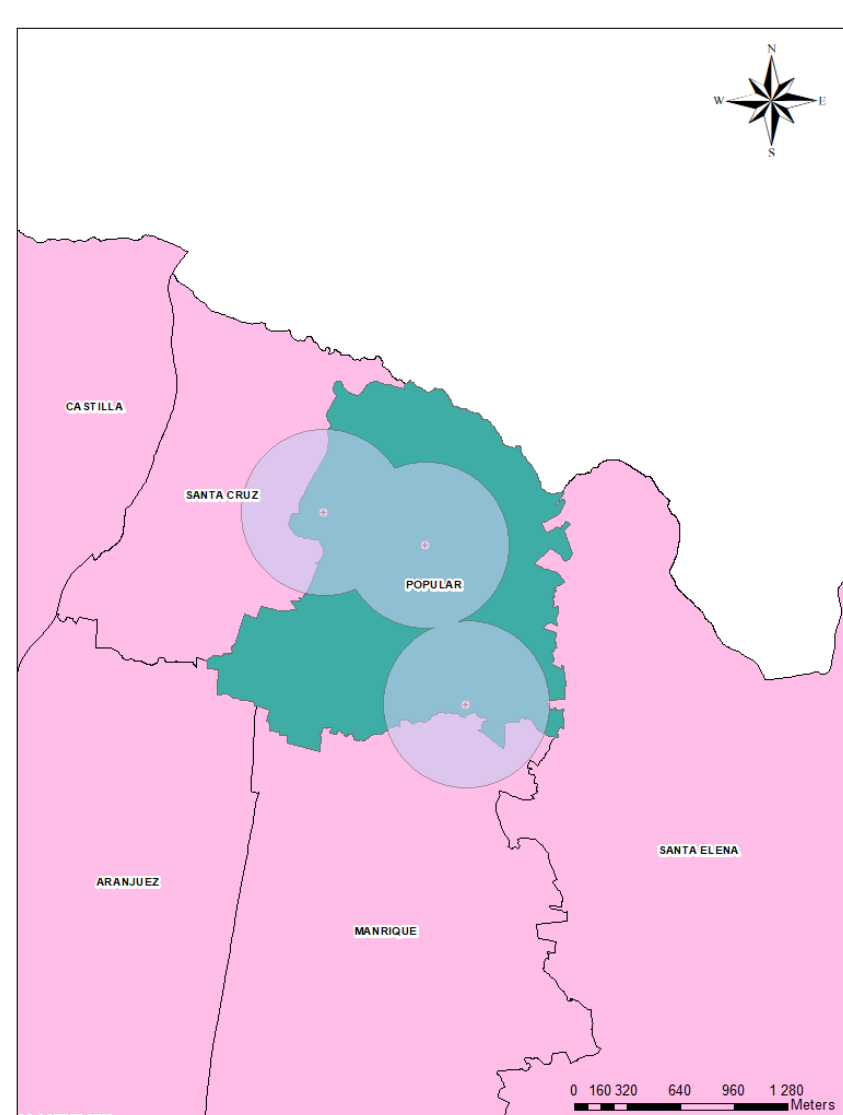 N
W E
S
CASTILLA
SANTA CRUZ
POPULAR
SANTA ELENA
ARANJUEZ
MANRIQUE
0 160 320 640 960 1 280
Meters